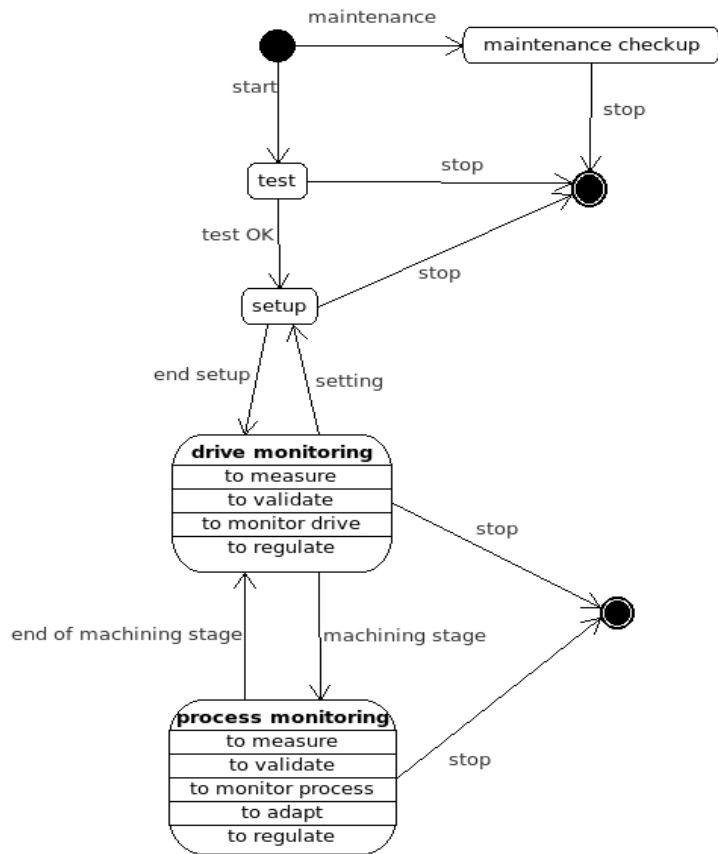 maintenance
maintenance checkup
start
stop
test
stop
test OK
stop
setup
end setup
setting
drive monitoring
to measure
to validate
to monitor drive
to regulate
stop
end of machining stage
machining stage
process monitoring
to measure
to validate
to monitor process
to adapt
to regulate
stop